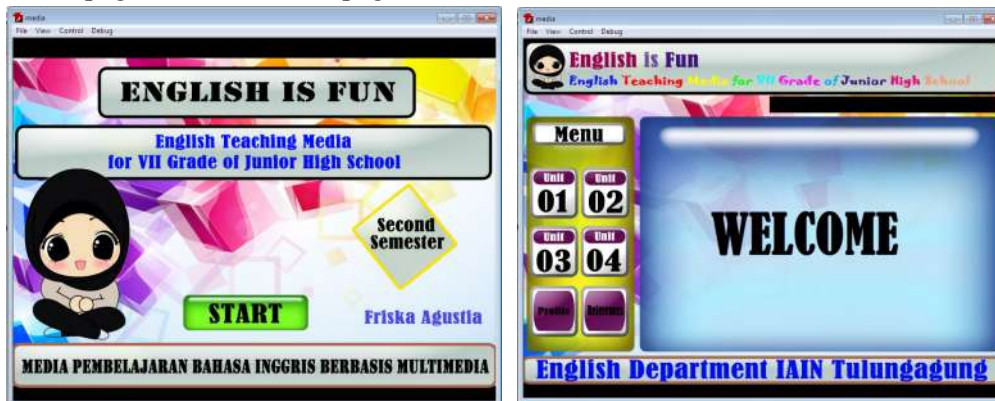 media
File View Control Debug
ENGLISH IS FUN
English Teaching Media
for VII Grade of Junior High School
Second
Semester
START
Friska Agustia
MEDIA PEMBELAJARAN BAHASA INGGRIS BERBASIS MULTIMEDIA
media
File View Control Debug
English is Fun
English Teaching Media for VII Grade of Junior High School
Menu
Unit
01
Unit
02
Unit
03
Unit
04
Profile
WELCOME
English Department IAIN Tulungagung